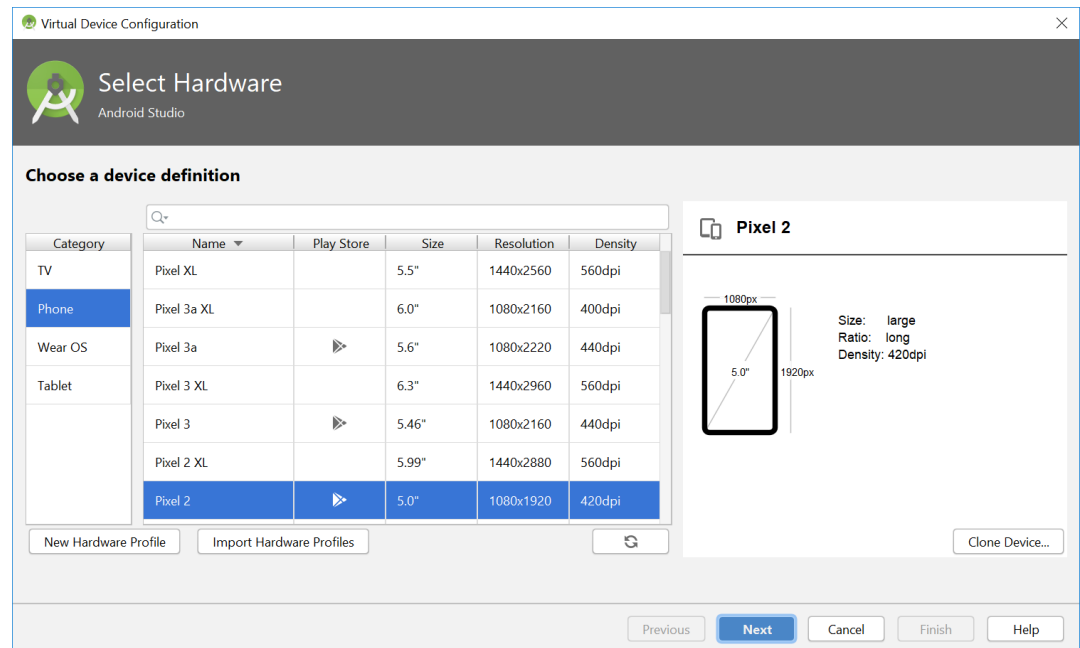 Virtual Device Configuration
Select Hardware
Android Studio
Choose a device definition
Category
TV
Phone
Wear OS
Tablet
Name Play Store Size Resolution Density
Pixel XL 5.5" 1440x2560 560dpi
Pixel 3a XL 6.0" 1080x2160 400dpi
Pixel 3a 5.6" 1080x2220 440dpi
Pixel 3 XL 6.3" 1440x2960 560dpi
Pixel 3 5.46" 1080x2160 440dpi
Pixel 2 XL 5.99" 1440x2880 560dpi
Pixel 2 5.0" 1080x1920 420dpi
New Hardware Profile Import Hardware Profiles
Pixel 2
1080px
5.0"
1920px
Size: large
Ratio: long
Density: 420dpi
Clone Device...
Previous Next Cancel Finish Help